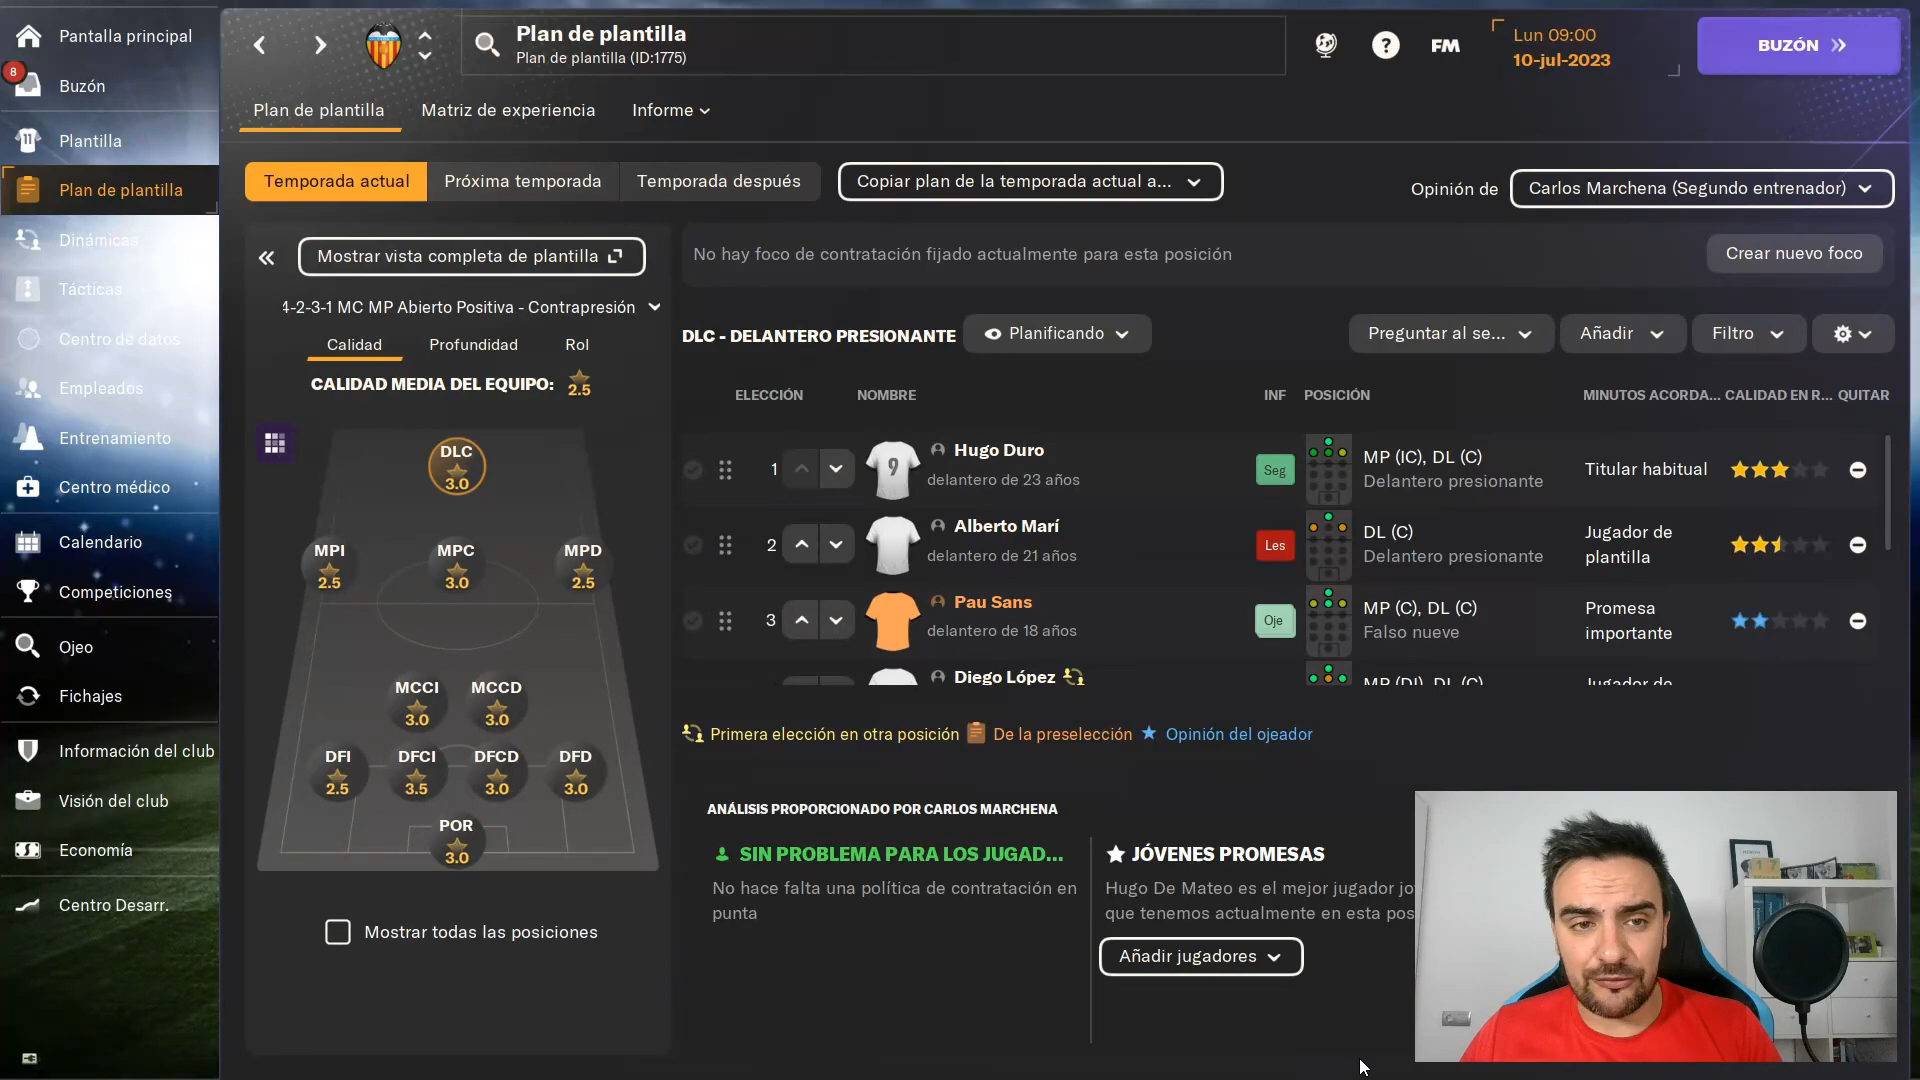 Pantalla principal
8
Buzón
Plantilla
Plan de plantilla
Dinámicas
Tácticas
Centro de datos
Empleados
Entrenamiento
Centro médico
Calendario
Competiciones
Ojeo
Fichajes
Información del club
Visión del club
Economía
Centro Desarr.
Plan de plantilla
Plan de plantilla (ID:1775)
FM
Lun 09:00
10-jul-2023
BUZÓN
Plan de plantilla
Matriz de experiencia
Informe
Temporada actual
Próxima temporada
Temporada después
Copiar plan de la temporada actual a...
Opinión de
Carlos Marchena (Segundo entrenador)
Mostrar vista completa de plantilla
4-2-3-1 MC MP Abierto Positiva - Contrapresión
Calidad
Profundidad
Rol
CALIDAD MEDIA DEL EQUIPO:
2.5
DLC
3.0
MPI
2.5
MPC
3.0
MPD
2.5
MCCI
3.0
MCCD
3.0
DFI
2.5
DFCI
3.5
DFCD
3.0
DFD
3.0
POR
3.0
Mostrar todas las posiciones
No hay foco de contratación fijado actualmente para esta posición
Crear nuevo foco
DLC - DELANTERO PRESIONANTE
Planificando
Preguntar al se...
Añadir
Filtro
ELECCIÓN
NOMBRE
INF
POSICIÓN
MINUTOS ACORDA...
CALIDAD EN R...
QUITAR
1
9
Hugo Duro
delantero de 23 años
Seg
MP (IC), DL (C)
Delantero presionante
Titular habitual
2
Alberto Marí
delantero de 21 años
Les
DL (C)
Delantero presionante
Jugador de
plantilla
3
Pau Sans
delantero de 18 años
Oje
MP (C), DL (C)
Falso nueve
Promesa
importante
Diego López
MP (DI), DL (C)
Jugador de
Primera elección en otra posición
De la preselección
Opinión del ojeador
ANÁLISIS PROPORCIONADO POR CARLOS MARCHENA
SIN PROBLEMA PARA LOS JUGAD...
No hace falta una política de contratación en
punta
JÓVENES PROMESAS
Hugo De Mateo es el mejor jugador jo
que tenemos actualmente en esta pos
Añadir jugadores